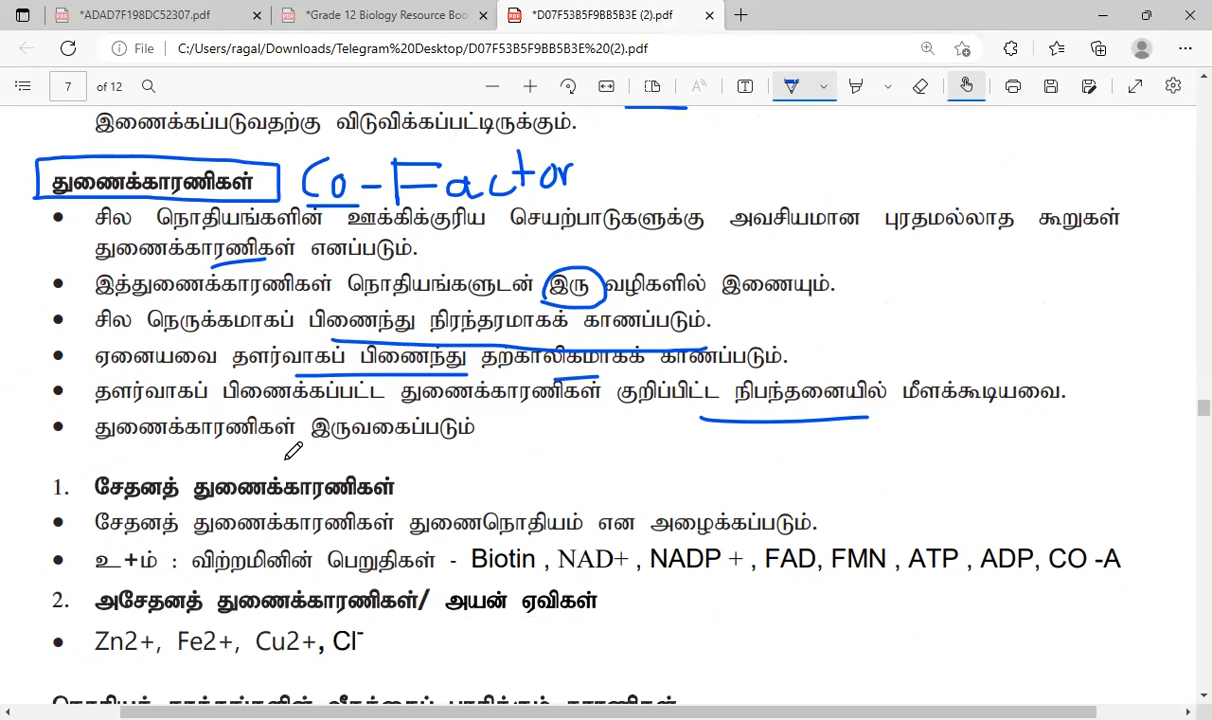 *ADAD7F198DC52307.pdf
*Grade 12 Biology Resource Boo
*D07F53B5F9BB5B3E (2).pdf
File C:/Users/ragal/Downloads/Telegram%20Desktop/D07F53B5F9BB5B3E%20(2).pdf
7 of 12
இணைக்கப்படுவதற்கு விடுவிக்கப்பட்டிருக்கும்.
துணைக்காரணிகள் Co-Factor
• சில நொதியங்களின் ஊக்கிக்குரிய செயற்பாடுகளுக்கு அவசியமான புரதமல்லாத கூறுகள்
துணைக்காரணிகள் எனப்படும்.
• இத்துணைக்காரணிகள் நொதியங்களுடன் இரு வழிகளில் இணையும்.
• சில நெருக்கமாகப் பிணைந்து நிரந்தரமாகக் காணப்படும்.
• ஏனையவை தளர்வாகப் பிணைந்து தற்காலிகமாகக் காணப்படும்.
• தளர்வாகப் பிணைக்கப்பட்ட துணைக்காரணிகள் குறிப்பிட்ட நிபந்தனையில் மீளக்கூடியவை.
• துணைக்காரணிகள் இருவகைப்படும்
1. சேதனத் துணைக்காரணிகள்
• சேதனத் துணைக்காரணிகள் துணைநொதியம் என அழைக்கப்படும்.
• உ+ம் : விற்றமினின் பெறுதிகள் - Biotin , NAD+ , NADP + , FAD, FMN , ATP , ADP, CO -A
2. அசேதனத் துணைக்காரணிகள்/ அயன் ஏவிகள்
• Zn2+, Fe2+, Cu2+, Cl⁻
நொதியத் தாக்கங்களின் வீதத்தைப் பாதிக்கும் காரணிகள்